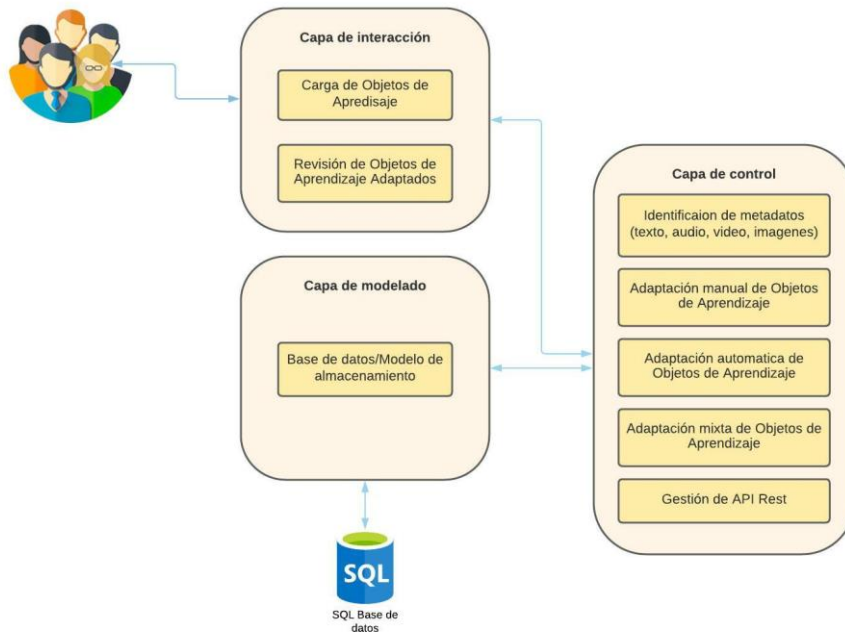 Capa de interacción
Carga de Objetos de
Apredisaje
Revisión de Objetos de
Aprendizaje Adaptados
Capa de control
Identificaion de metadatos
(texto, audio, video, imagenes)
Adaptación manual de Objetos
de Aprendizaje
Adaptación automatica de
Objetos de Aprendizaje
Adaptación mixta de Objetos de
Aprendizaje
Gestión de API Rest
Capa de modelado
Base de datos/Modelo de
almacenamiento
SQL
SQL Base de
datos